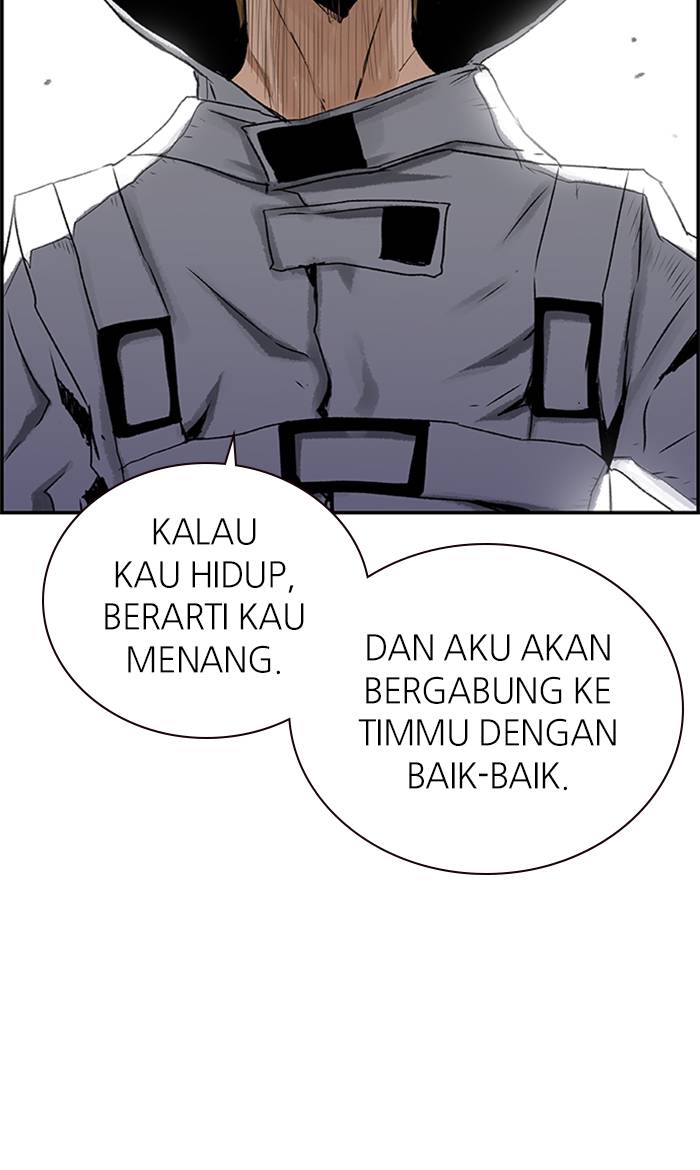 KALAU
KAU HIDUP,
BERARTI KAU
MENANG.
DAN AKU AKAN
BERGABUNG KE
TIMMU DENGAN
BAIK-BAIK.